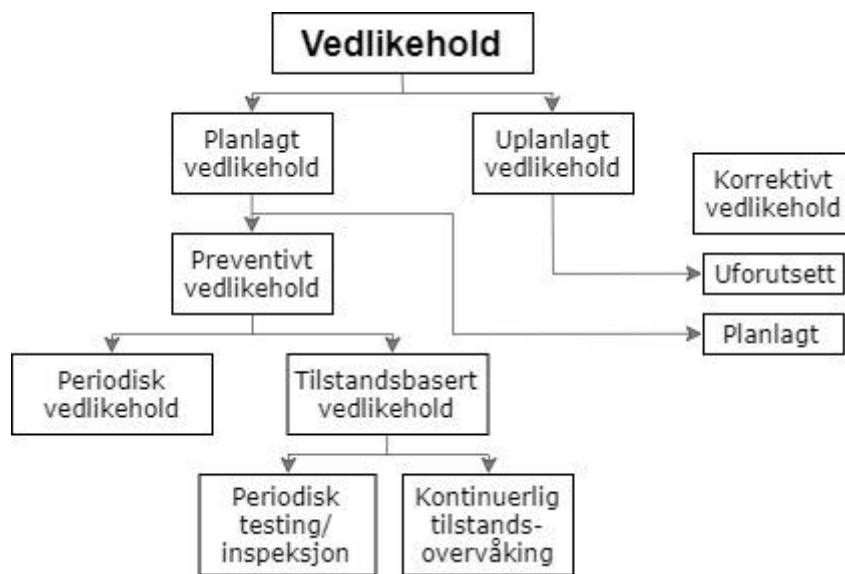 Vedlikehold
Planlagt
vedlikehold
Uplanlagt
vedlikehold
Korrektivt
vedlikehold
Preventivt
vedlikehold
Uforutsett
Planlagt
Periodisk
vedlikehold
Tilstandsbasert
vedlikehold
Periodisk
testing/
inspeksjon
Kontinuerlig
tilstands-
overvåking